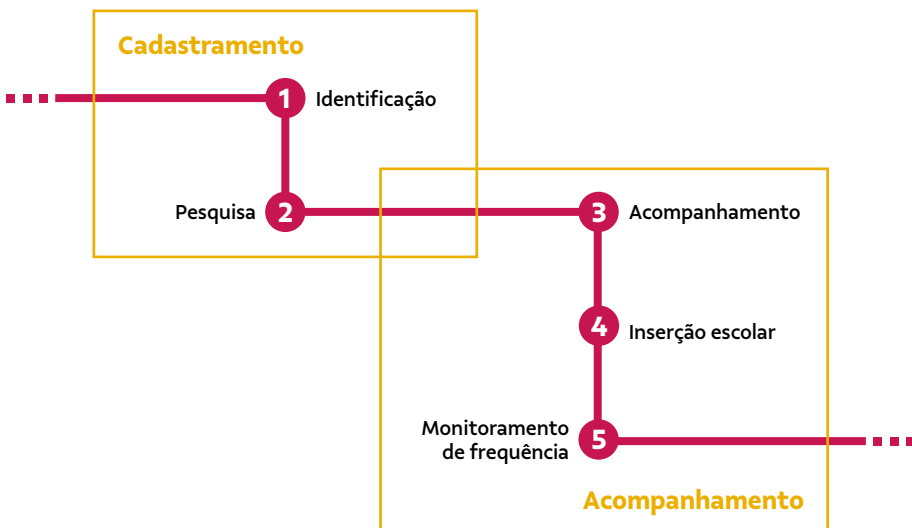 Cadastramento
1 Identificação
Pesquisa 2
3 Acompanhamento
4 Inserção escolar
Monitoramento
de frequência 5
Acompanhamento